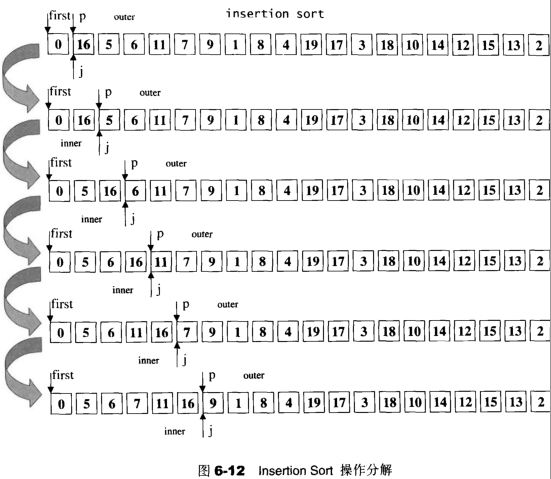 insertion sort
first p outer
0 16 5 6 11 7 9 1 8 4 19 17 3 18 10 14 12 15 13 2
j
first p outer
0 16 5 6 11 7 9 1 8 4 19 17 3 18 10 14 12 15 13 2
inner j
first p outer
0 5 16 6 11 7 9 1 8 4 19 17 3 18 10 14 12 15 13 2
inner j
first p outer
0 5 6 16 11 7 9 1 8 4 19 17 3 18 10 14 12 15 13 2
inner j
first p outer
0 5 6 11 16 7 9 1 8 4 19 17 3 18 10 14 12 15 13 2
inner j
first p outer
0 5 6 7 11 16 9 1 8 4 19 17 3 18 10 14 12 15 13 2
inner j
图 6-12 Insertion Sort 操作分解